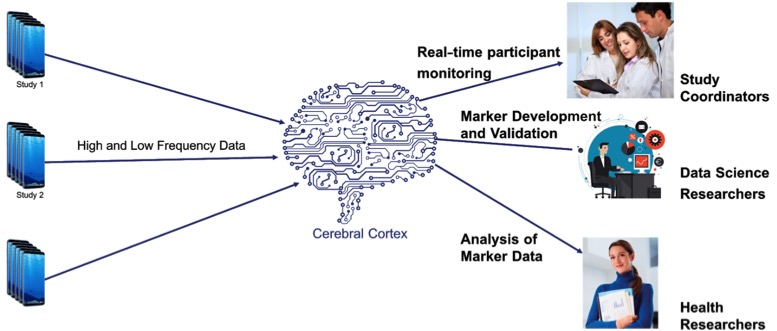 Study 1
High and Low Frequency Data
Study 2
Cerebral Cortex
Real-time participant
monitoring
Study
Coordinators
Marker Development
and Validation
Data Science
Researchers
Analysis of
Marker Data
Health
Researchers